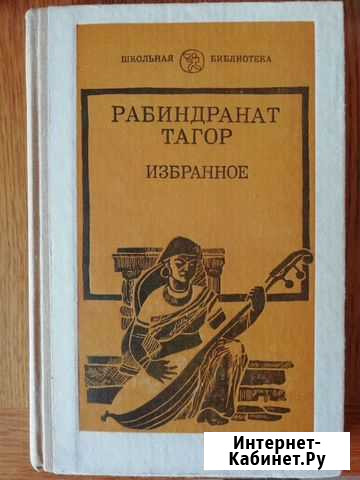 ШКОЛЬНАЯ БИБЛИОТЕКА
РАБИНДРАНАТ
ТАГОР
ИЗБРАННОЕ
Интернет-
Кабинет.Ру